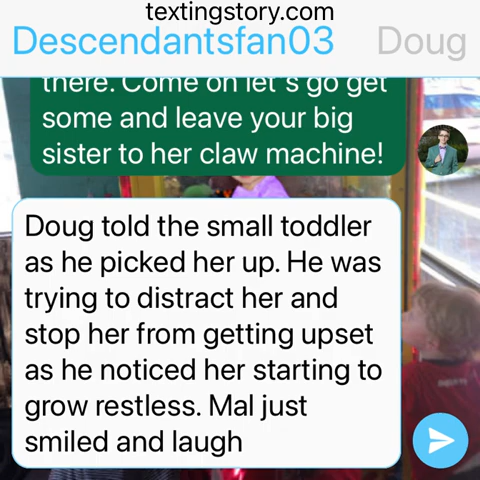 textingstory.com
Descendantsfan03 Doug
there. Come on let's go get
some and leave your big
sister to her claw machine!
Doug told the small toddler
as he picked her up. He was
trying to distract her and
stop her from getting upset
as he noticed her starting to
grow restless. Mal just
smiled and laugh